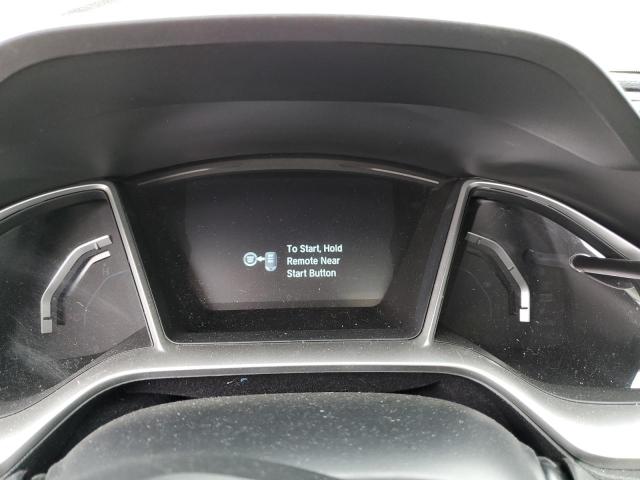 To Start, Hold
Remote Near
Start Button